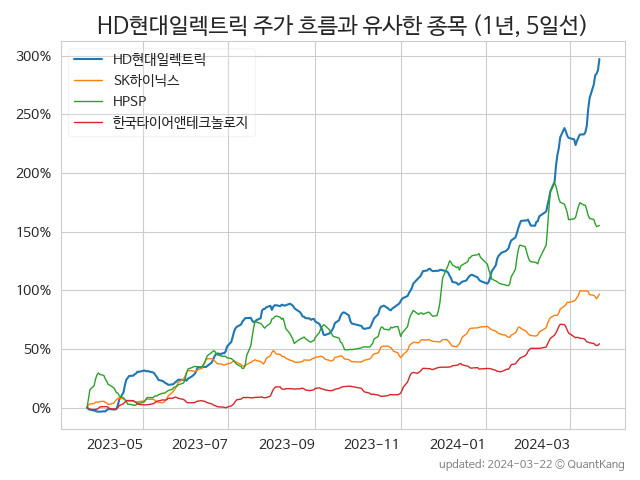 HD현대일렉트릭 주가 흐름과 유사한 종목 (1년, 5일선)
HD현대일렉트릭
SK하이닉스
HPSP
한국타이어앤테크놀로지
300%
250%
200%
150%
100%
50%
0%
2023-05 2023-07 2023-09 2023-11 2024-01 2024-03
updated: 2024-03-22 © QuantKang